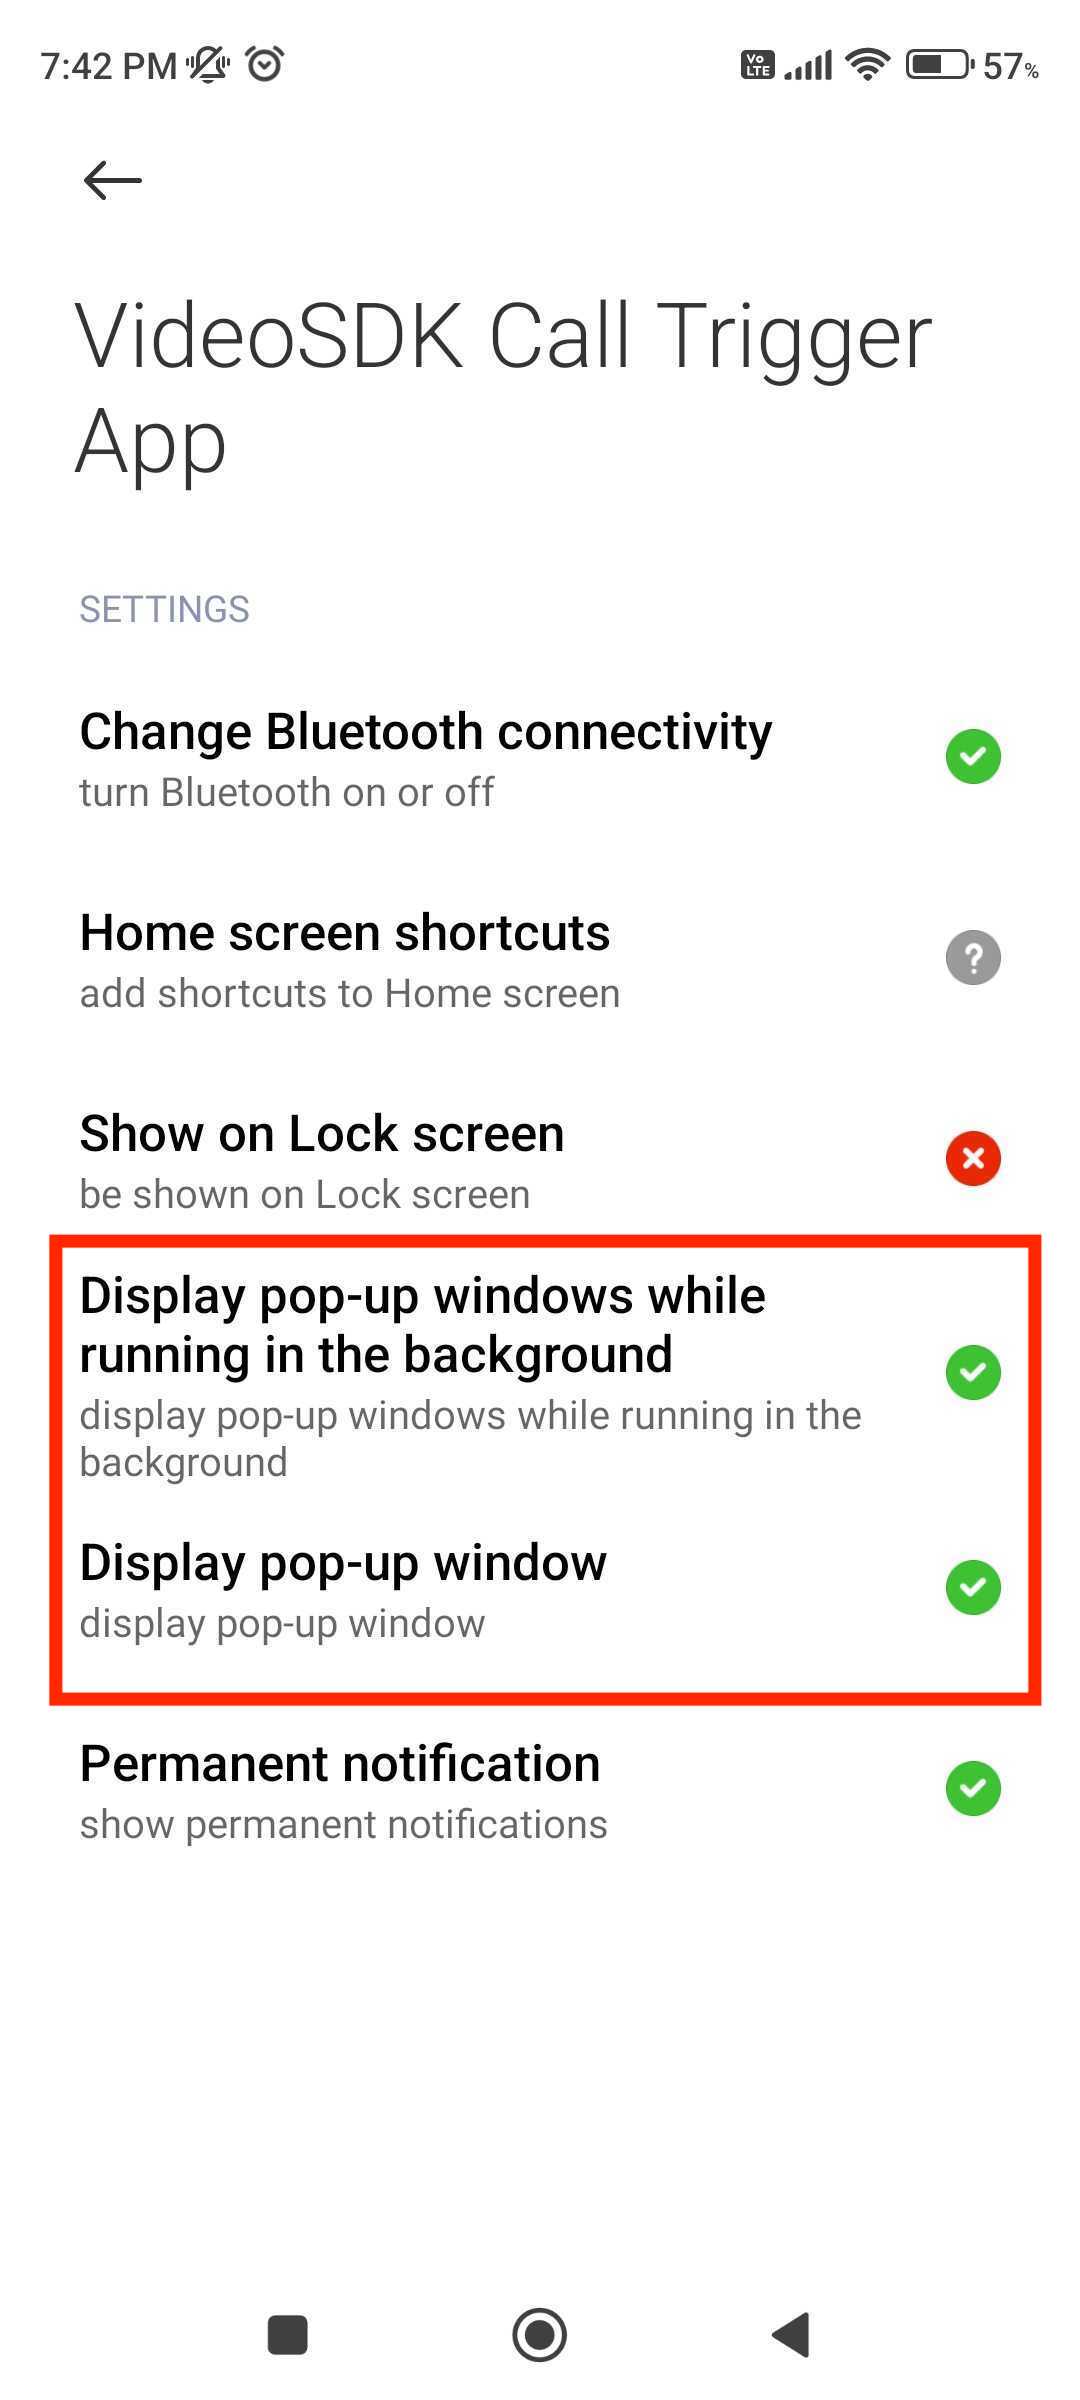 7:42 PM Vo LTE 57%
VideoSDK Call Trigger
App
SETTINGS
Change Bluetooth connectivity
turn Bluetooth on or off
Home screen shortcuts
add shortcuts to Home screen
?
Show on Lock screen
be shown on Lock screen
Display pop-up windows while
running in the background
display pop-up windows while running in the
background
Display pop-up window
display pop-up window
Permanent notification
show permanent notifications